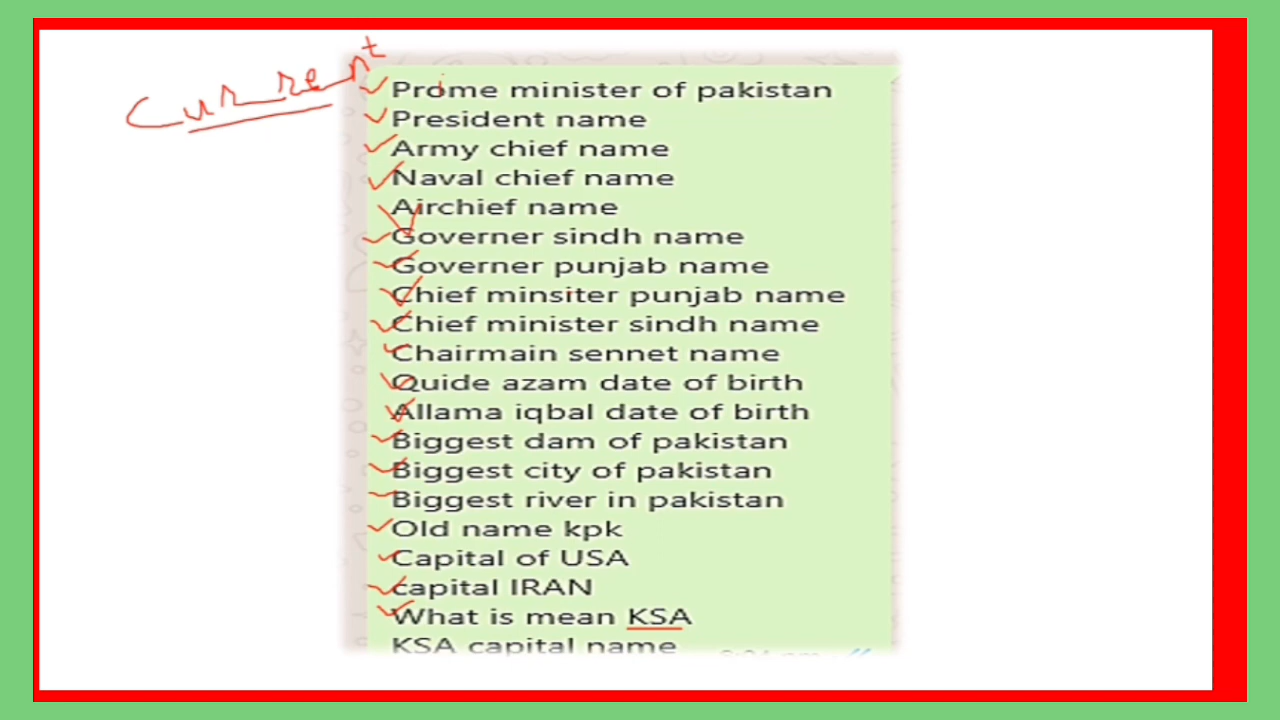 Current
Prome minister of pakistan
President name
Army chief name
Naval chief name
Airchief name
Governer sindh name
Governer punjab name
Chief minsiter punjab name
Chief minister sindh name
Chairmain sennet name
Quide azam date of birth
Allama iqbal date of birth
Biggest dam of pakistan
Biggest city of pakistan
Biggest river in pakistan
Old name kpk
Capital of USA
capital IRAN
What is mean KSA
KSA capital name